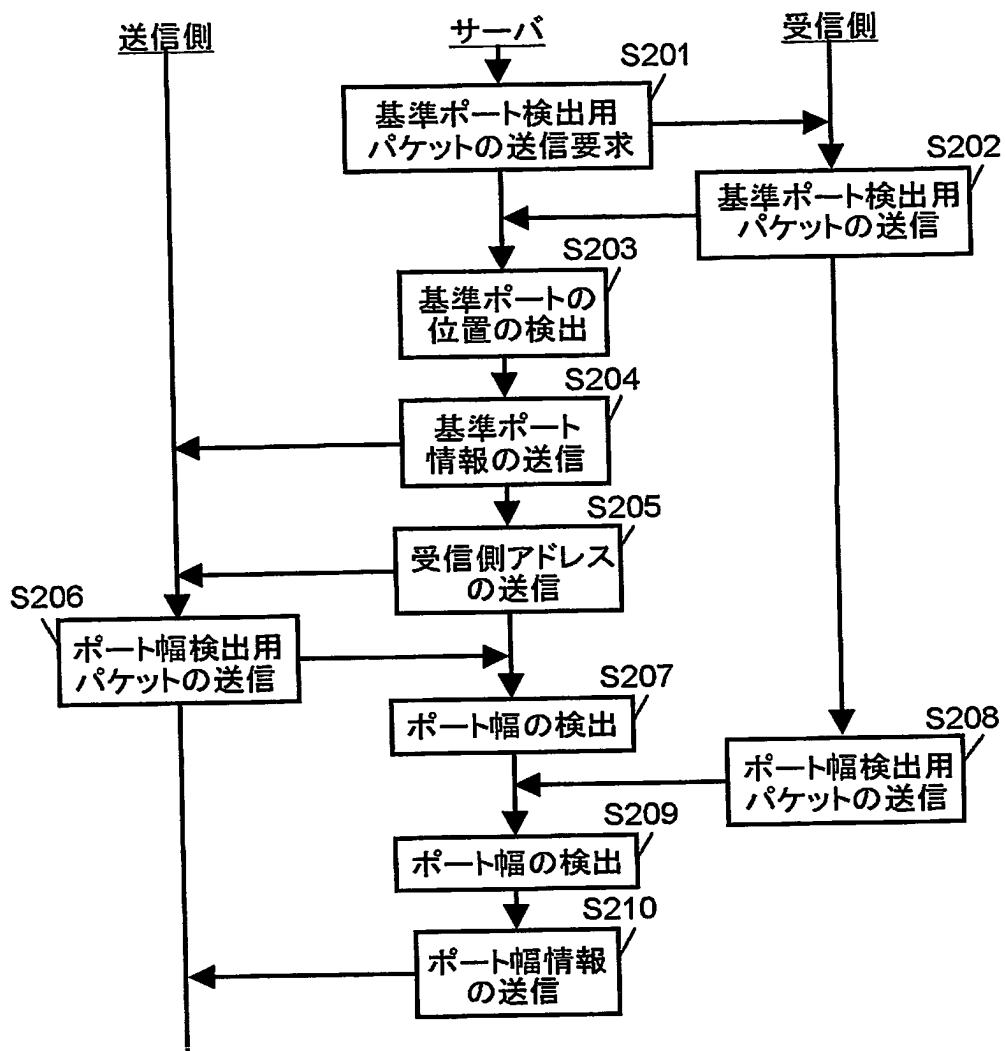 送信側
サーバ
受信側
S201
基準ポート検出用
パケットの送信要求
S202
基準ポート検出用
パケットの送信
S203
基準ポートの
位置の検出
S204
基準ポート
情報の送信
S205
受信側アドレス
の送信
S206
ポート幅検出用
パケットの送信
S207
ポート幅の検出
S208
ポート幅検出用
パケットの送信
S209
ポート幅の検出
S210
ポート幅情報
の送信